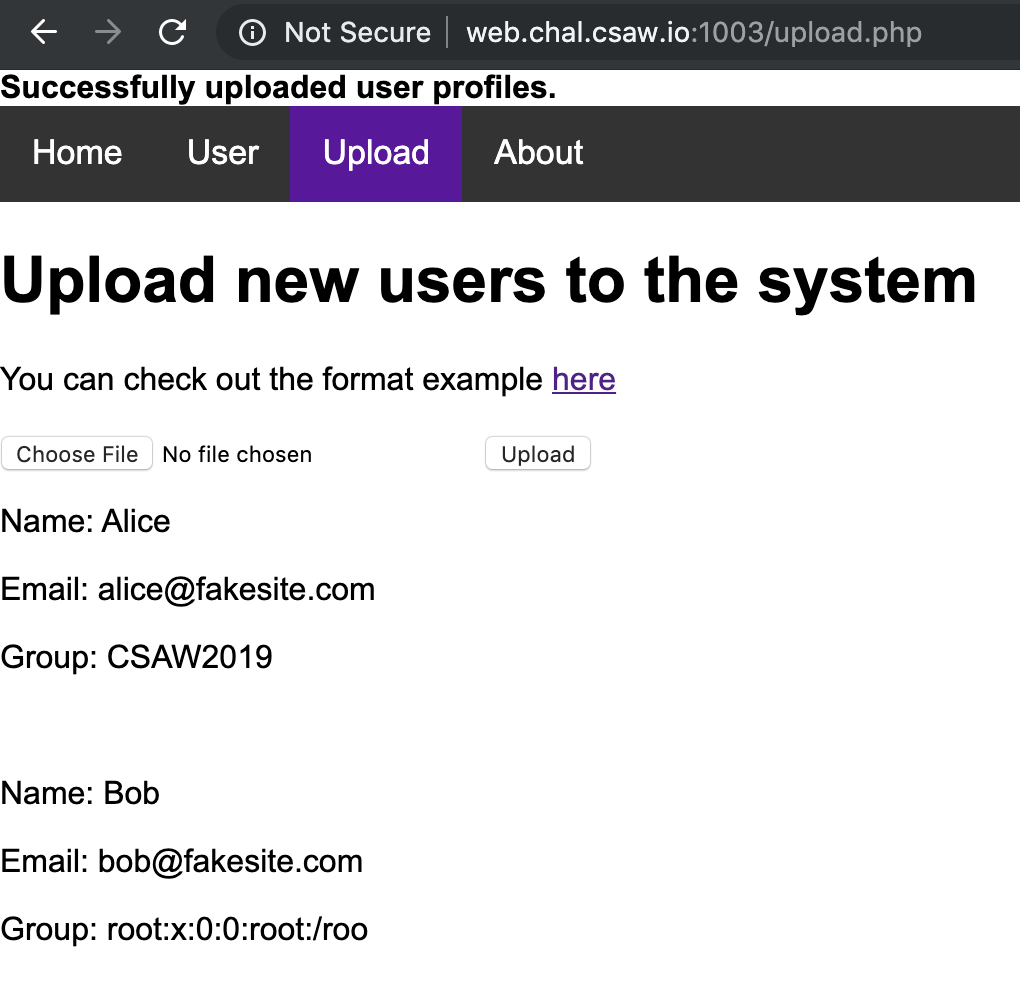 Not Secure web.chal.csaw.io:1003/upload.php
Successfully uploaded user profiles.
Home User Upload About
Upload new users to the system
You can check out the format example here
Choose File No file chosen Upload
Name: Alice
Email: alice@fakesite.com
Group: CSAW2019
Name: Bob
Email: bob@fakesite.com
Group: root:x:0:0:root:/roo